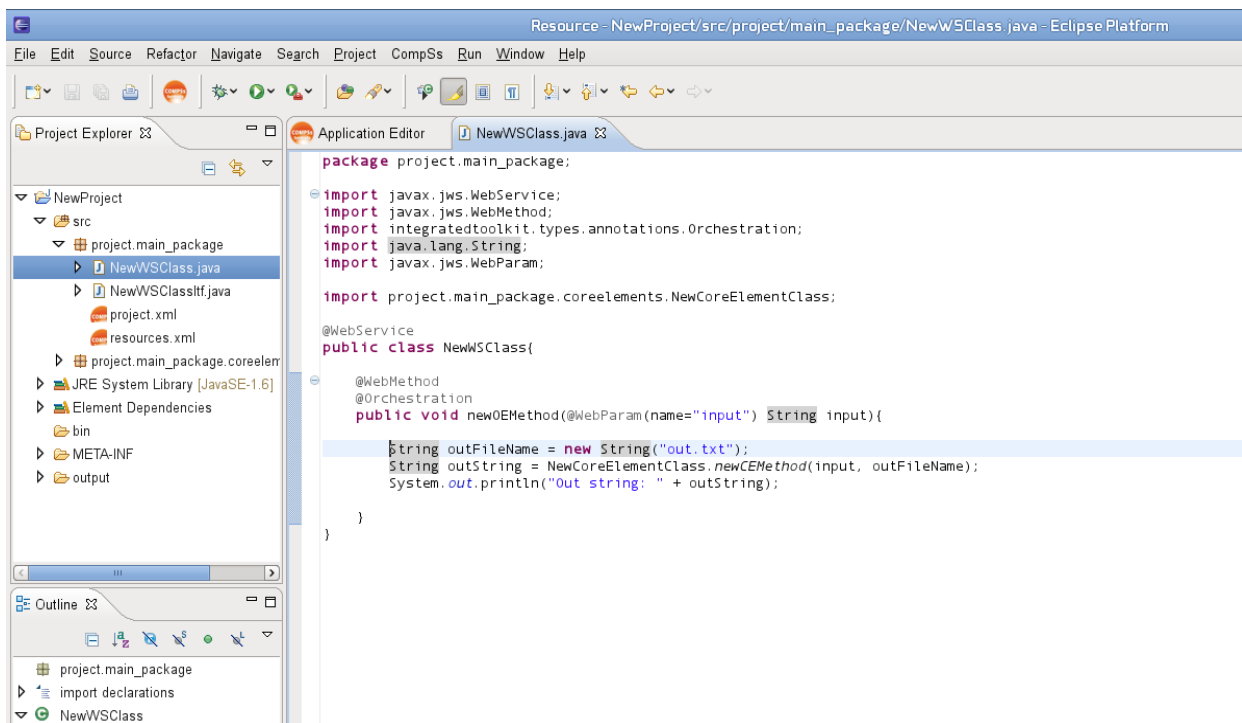 Resource - NewProject/src/project/main_package/NewWSClass.java - Eclipse Platform
File Edit Source Refactor Navigate Search Project CompSs Run Window Help
Project Explorer
Application Editor
NewWSClass.java
NewProject
src
project.main_package
NewWSClass.java
NewWSClassItf.java
project.xml
resources.xml
project.main_package.coreelem
JRE System Library [JavaSE-1.6]
Element Dependencies
bin
META-INF
output
package project.main_package;
import javax.jws.WebService;
import javax.jws.WebMethod;
import integratedtoolkit.types.annotations.Orchestration;
import java.lang.String;
import javax.jws.WebParam;
import project.main_package.coreelements.NewCoreElementClass;
@WebService
public class NewWSClass{
@WebMethod
@Orchestration
public void newOEMethod(@WebParam(name="input") String input){
String outFileName = new String("out.txt");
String outString = NewCoreElementClass.newCEMethod(input, outFileName);
System.out.println("Out string: " + outString);
}
}
Outline
project.main_package
import declarations
NewWSClass